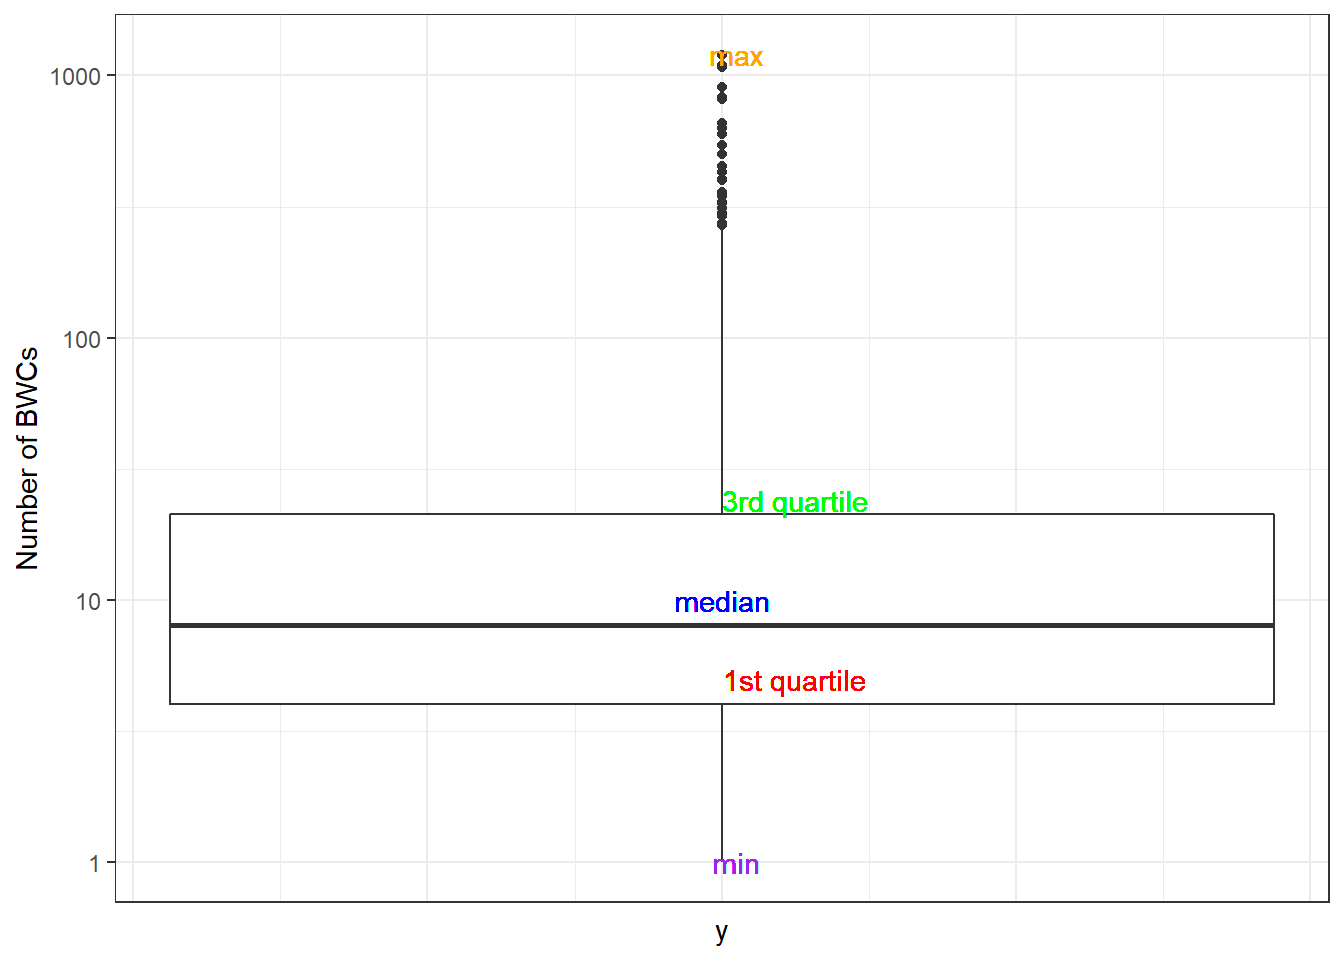 max
1000
100
Number of BWCs
3rd quartile
10
median
1st quartile
1
min
y